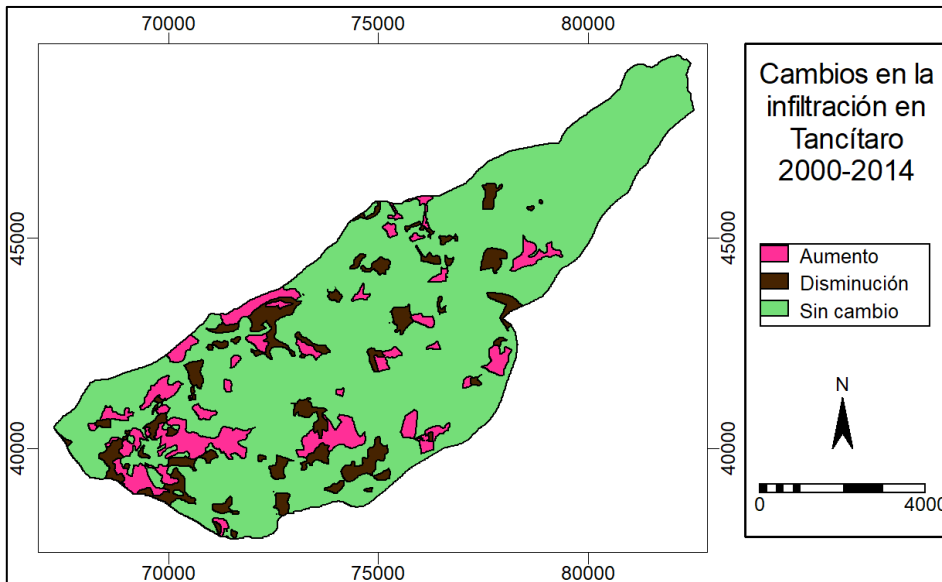 70000 75000 80000
Cambios en la
infiltración en
Tancítaro
2000-2014
45000 45000
Aumento
Disminución
Sin cambio
N
40000 40000
0 4000
70000 75000 80000